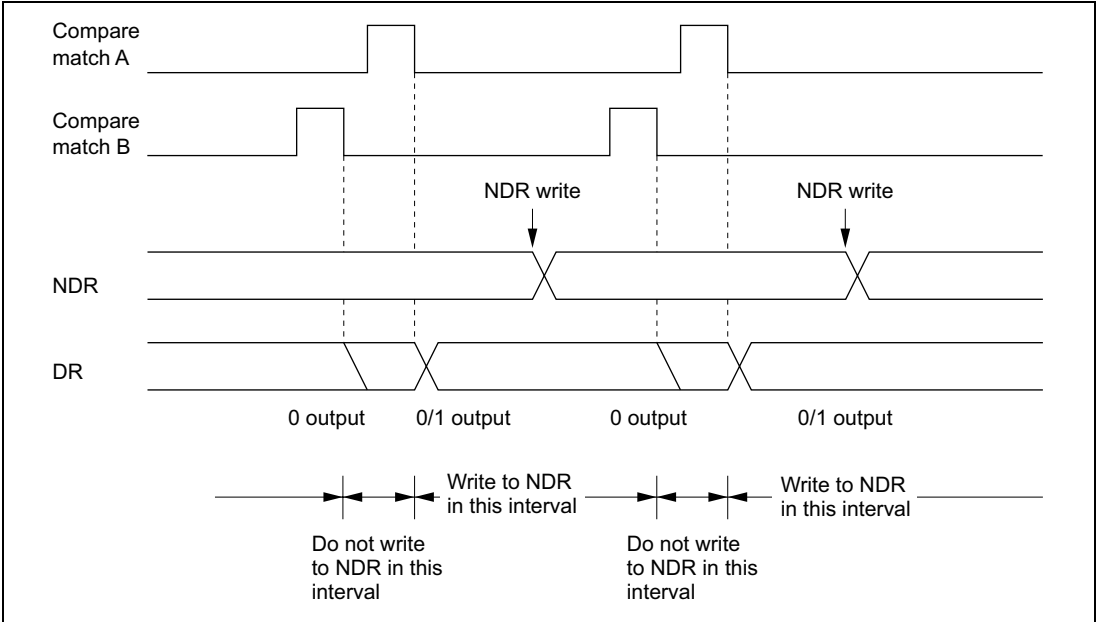 Compare
match A
Compare
match B
NDR write
NDR write
NDR
DR
0 output
0/1 output
0 output
0/1 output
Write to NDR
in this interval
Write to NDR
in this interval
Do not write
to NDR in this
interval
Do not write
to NDR in this
interval